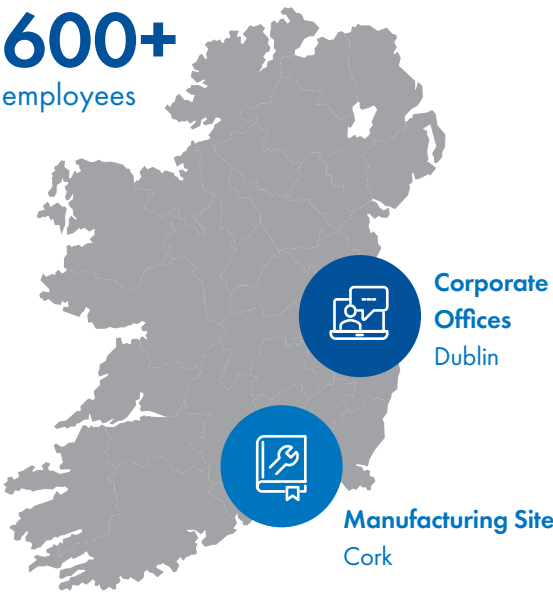 600+
employees
Corporate
Offices
Dublin
Manufacturing Site
Cork